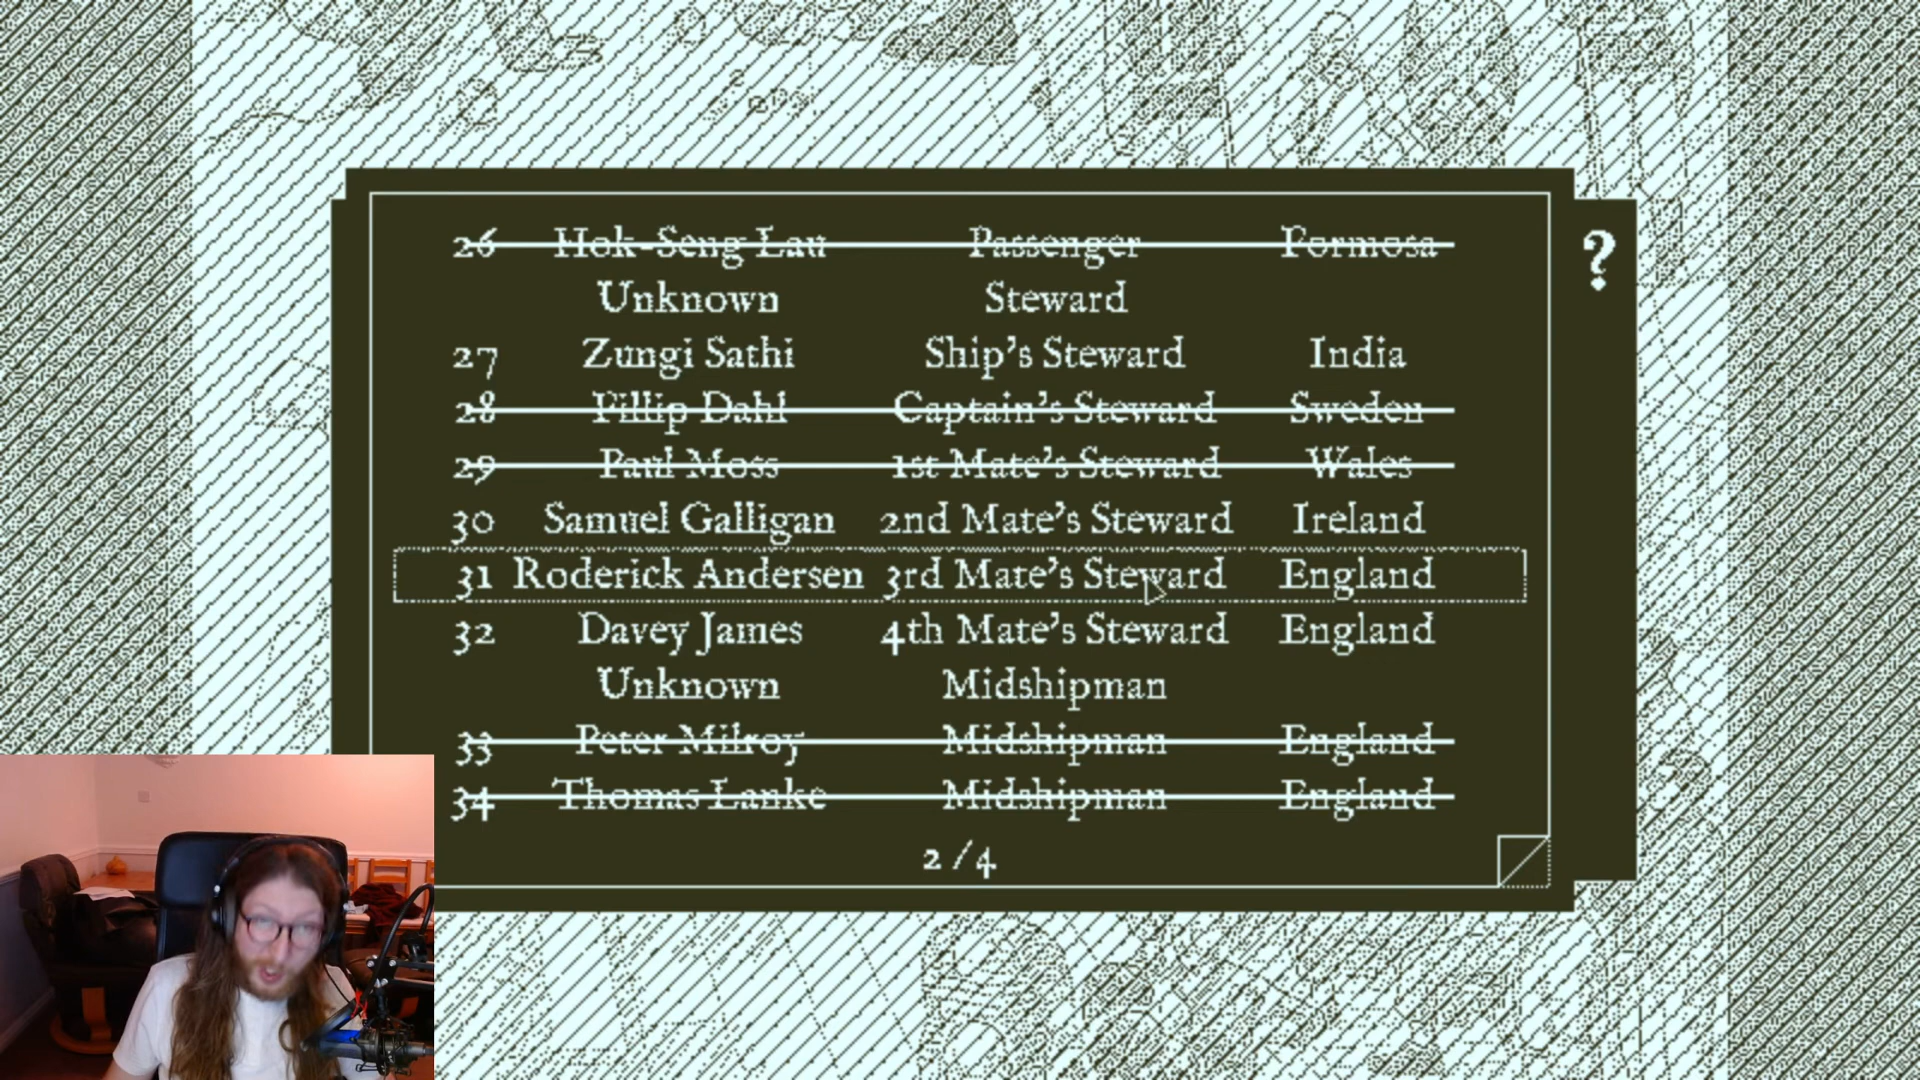 26 Hok-Seng Lau Passenger Formosa
Unknown Steward
27 Zungi Sathi Ship's Steward India
28 Fillip Dahl Captain's Steward Sweden
29 Paul Moss 1st Mate's Steward Wales
30 Samuel Galligan 2nd Mate's Steward Ireland
31 Roderick Andersen 3rd Mate's Steward England
32 Davey James 4th Mate's Steward England
Unknown Midshipman
33 Peter Milroy Midshipman England
34 Thomas Lanke Midshipman England
2 / 4
?